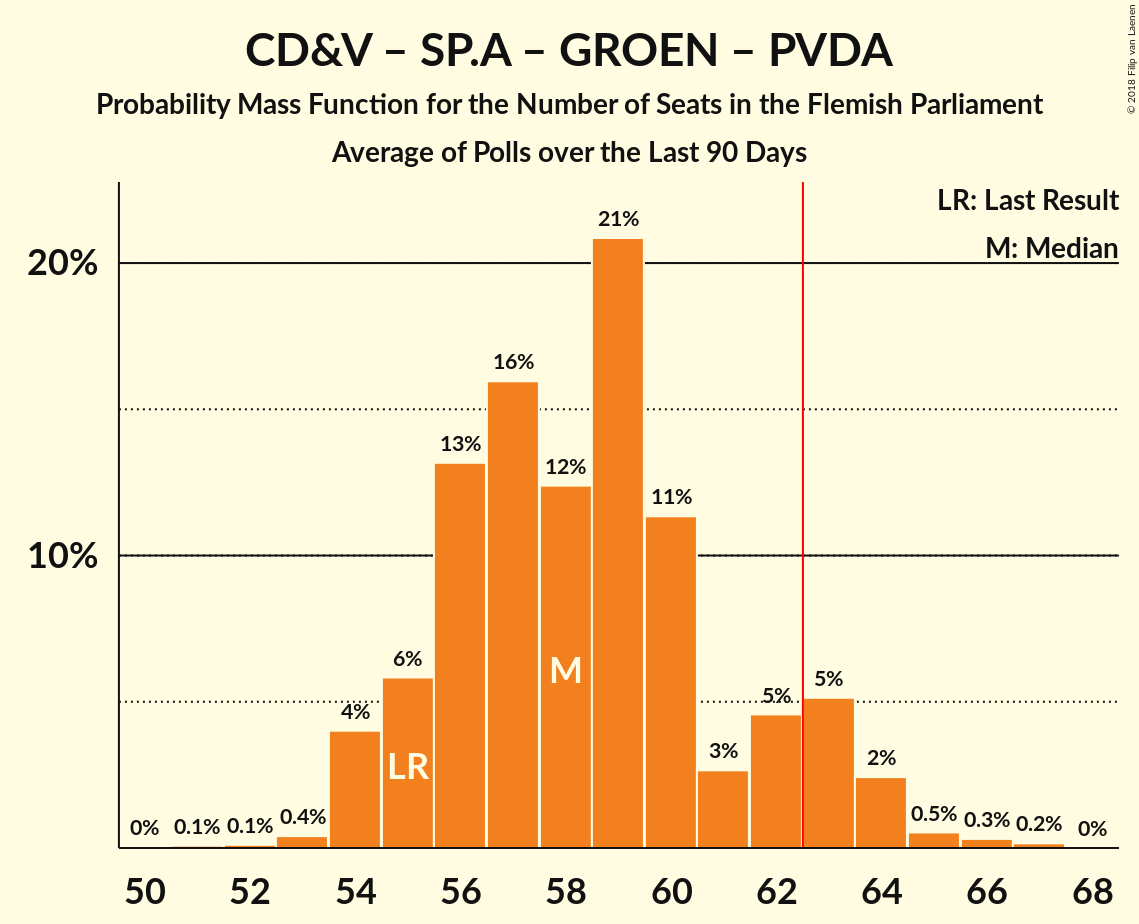 CD&V – SP.A – GROEN – PVDA
Probability Mass Function for the Number of Seats in the Flemish Parliament
Average of Polls over the Last 90 Days
© 2018 Filip van Laenen
LR: Last Result
M: Median
20%
10%
0%
0.1%
0.1%
0.4%
4%
6%
13%
16%
12%
21%
11%
3%
5%
5%
2%
0.5%
0.3%
0.2%
0%
LR
M
50 52 54 56 58 60 62 64 66 68